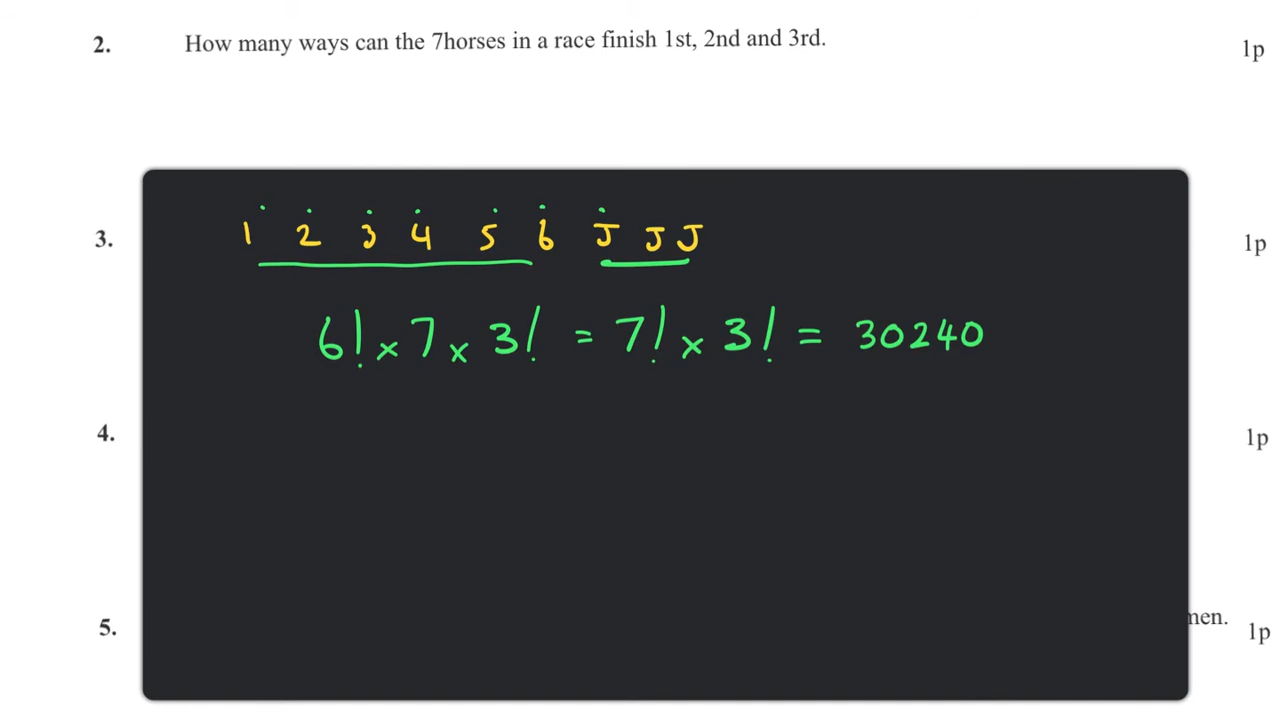 2. How many ways can the 7horses in a race finish 1st, 2nd and 3rd. 1p
3. 1 2 3 4 5 6 J J J 1p
6! × 7 × 3! = 7! × 3! = 30240
4. 1p
5. men. 1p